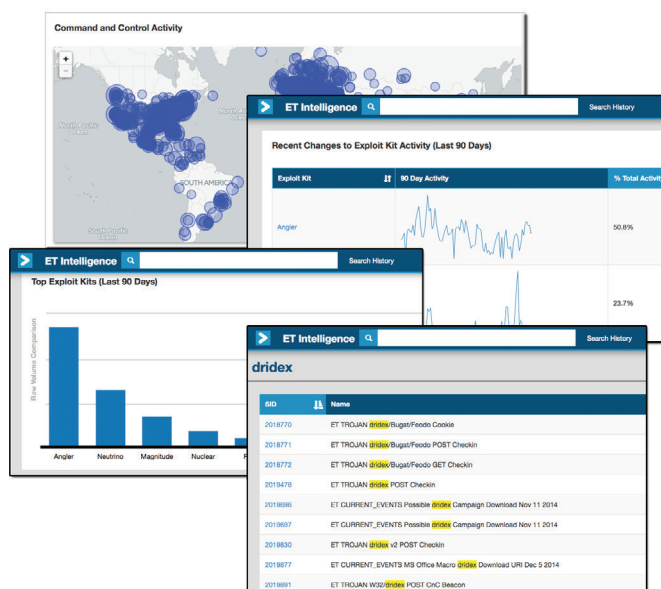 Command and Control Activity
+
−
North Pacific
Ocean
SOUTH AMERICA
South Pacific
Ocean
ET Intelligence
Search History
Recent Changes to Exploit Kit Activity (Last 90 Days)
Exploit Kit 90 Day Activity % Total Activity
Angler 50.8%
23.7%
ET Intelligence
Search History
Top Exploit Kits (Last 90 Days)
Raw Volume Comparison
Angler Neutrino Magnitude Nuclear
ET Intelligence
Search History
dridex
SID Name
2018770 ET TROJAN dridex/Bugat/Feodo Cookie
2018771 ET TROJAN dridex/Bugat/Feodo POST Checkin
2018772 ET TROJAN dridex/Bugat/Feodo GET Checkin
2019478 ET TROJAN dridex POST Checkin
2019696 ET CURRENT_EVENTS Possible dridex Campaign Download Nov 11 2014
2019697 ET CURRENT_EVENTS Possible dridex Campaign Download Nov 11 2014
2019830 ET TROJAN dridex v2 POST Checkin
2019877 ET CURRENT_EVENTS MS Office Macro dridex Download URI Dec 5 2014
2019891 ET TROJAN W32/dridex POST CnC Beacon